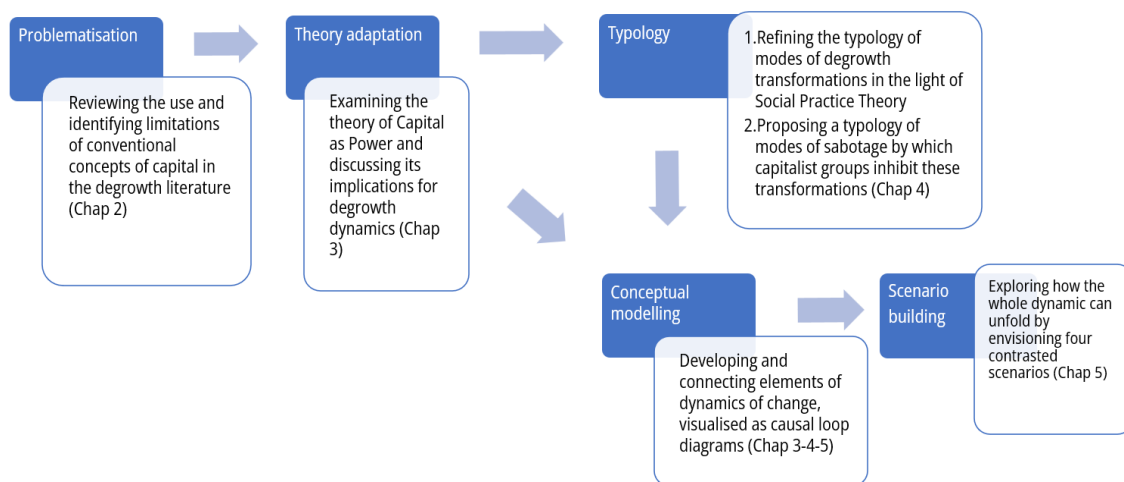 Problematisation
Reviewing the use and
identifying limitations
of conventional
concepts of capital in
the degrowth literature
(Chap 2)
Theory adaptation
Examining the
theory of Capital
as Power and
discussing its
implications for
degrowth
dynamics (Chap
3)
Typology
1.Refining the typology of
modes of degrowth
transformations in the light of
Social Practice Theory
2.Proposing a typology of
modes of sabotage by which
capitalist groups inhibit these
transformations (Chap 4)
Conceptual
modelling
Developing and
connecting elements of
dynamics of change,
visualised as causal loop
diagrams (Chap 3-4-5)
Scenario
building
Exploring how the
whole dynamic can
unfold by
envisioning four
contrasted
scenarios (Chap 5)